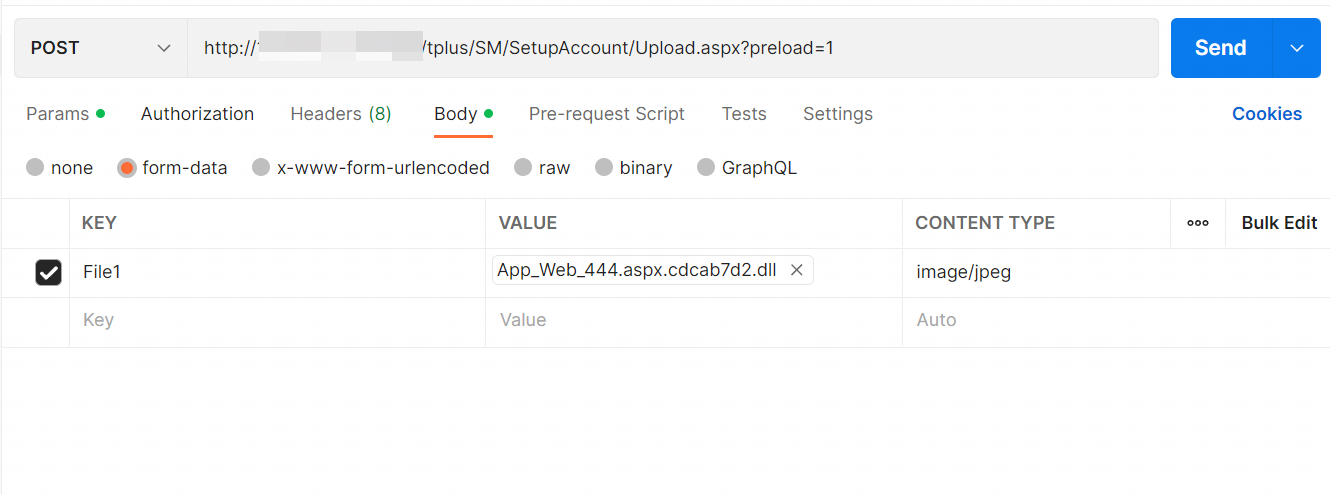 POST http:// /tplus/SM/SetupAccount/Upload.aspx?preload=1 Send
Params Authorization Headers (8) Body Pre-request Script Tests Settings Cookies
none form-data x-www-form-urlencoded raw binary GraphQL
KEY VALUE CONTENT TYPE ooo Bulk Edit
File1 App_Web_444.aspx.cdcab7d2.dll image/jpeg
Key Value Auto